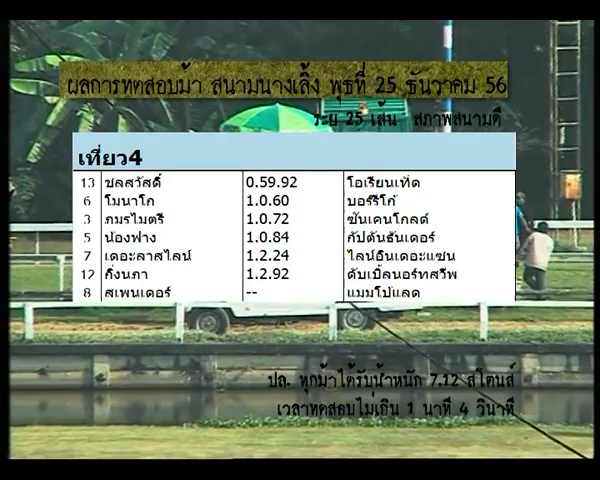 ผลการทดสอบม้า สนามนางเลิ้ง พุธที่ 25 ธันวาคม 56
ระยะ 25 เส้น สภาพสนามดี
เที่ยว4
13 ชลสวัสดิ์ 0.59.92 โอเรียนเท็ด
6 โมนาโก 1.0.60 บอร์รี่โก้
3 ภมรไมตรี 1.0.72 ซันเดนโกลด์
5 น้องฟาง 1.0.84 กัปตันธันเดอร์
7 เดอะลาสไลน์ 1.2.24 ไลน์อินเดอะแซน
12 กิ่งนภา 1.2.92 ดับเบิ้ลนอร์ทสวีพ
8 สเพนเดอร์ -- แมมโบ้แลด
ปล. ทุกม้าได้รับน้ำหนัก 7.12 สโตนส์
เวลาทดสอบไม่เกิน 1 นาที 4 วินาที